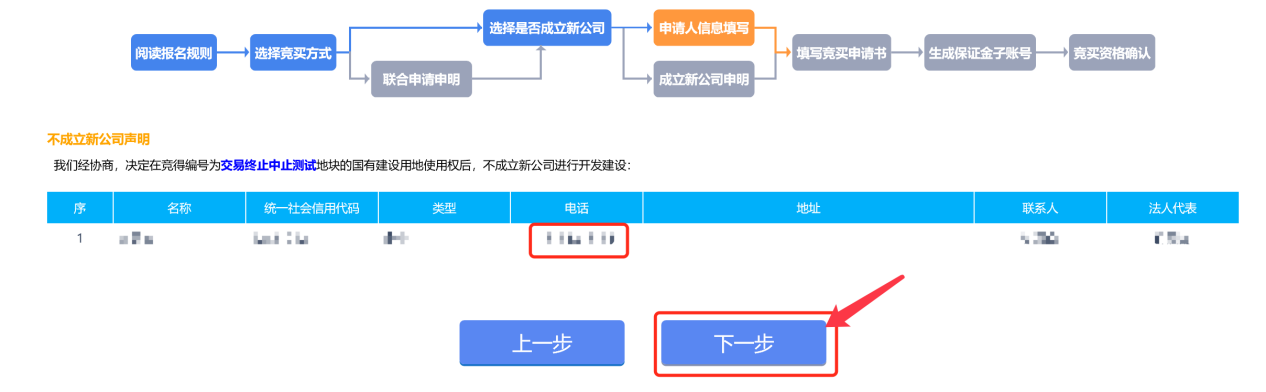 选择是否成立新公司
申请人信息填写
阅读报名规则
选择竞买方式
填写竞买申请书
生成保证金子账号
竞买资格确认
联合申请申明
成立新公司申明
不成立新公司声明
我们经协商，决定在竞得编号为交易终止中止测试地块的国有建设用地使用权后，不成立新公司进行开发建设：
序 名称 统一社会信用代码 类型 电话 地址 联系人 法人代表
1
上一步 下一步